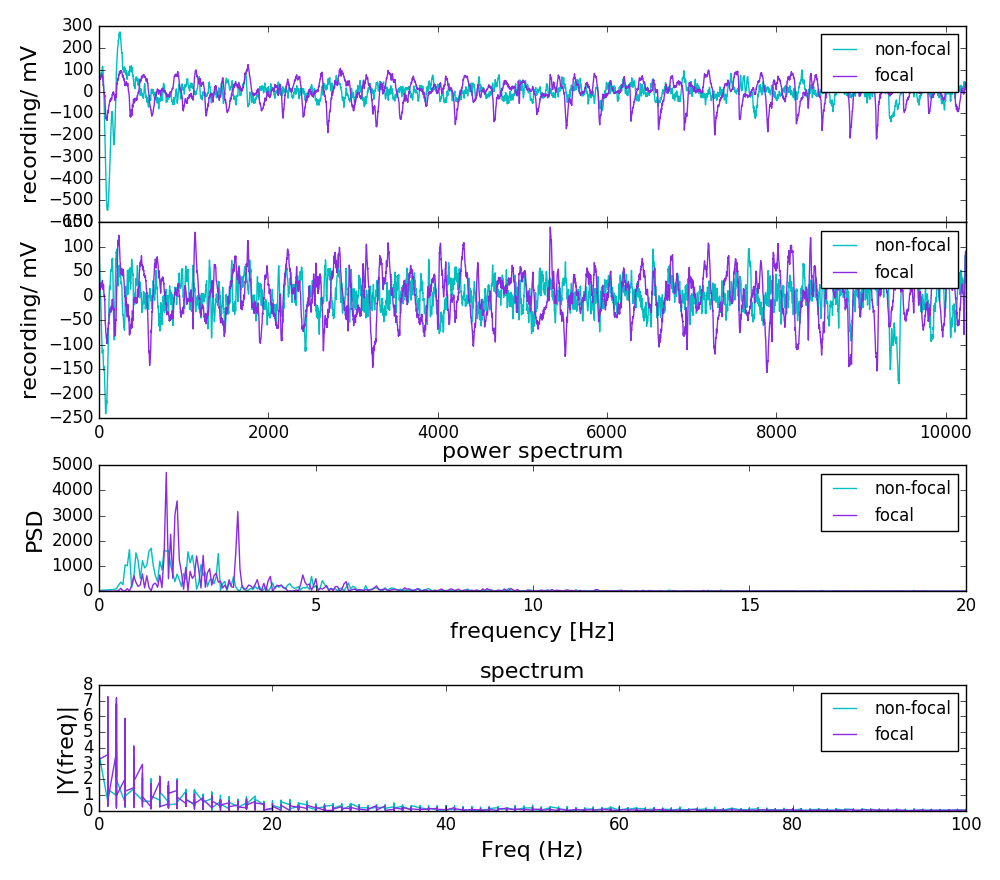 recording/ mV
300
200
100
0
−100
−200
−300
−400
−500
−600
non-focal
focal
recording/ mV
150
100
50
0
−50
−100
−150
−200
−250
non-focal
focal
0 2000 4000 6000 8000 10000
power spectrum
PSD
5000
4000
3000
2000
1000
0
non-focal
focal
0 5 10 15 20
frequency [Hz]
spectrum
|Y(freq)|
8
7
6
5
4
3
2
1
0
non-focal
focal
0 20 40 60 80 100
Freq (Hz)